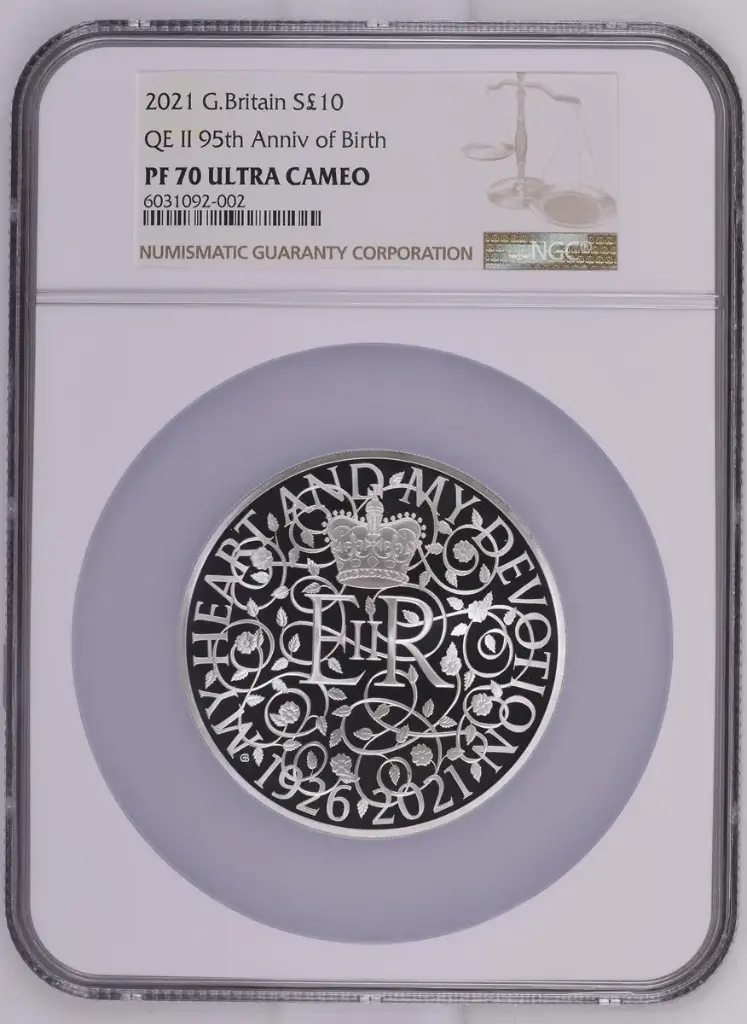 2021 G.Britain S£10
QE II 95th Anniv of Birth
PF 70 ULTRA CAMEO
6031092-002
NUMISMATIC GUARANTY CORPORATION
NGC®
MY·HEART·AND·MY·DEVOTION
EIIR
1926·2021